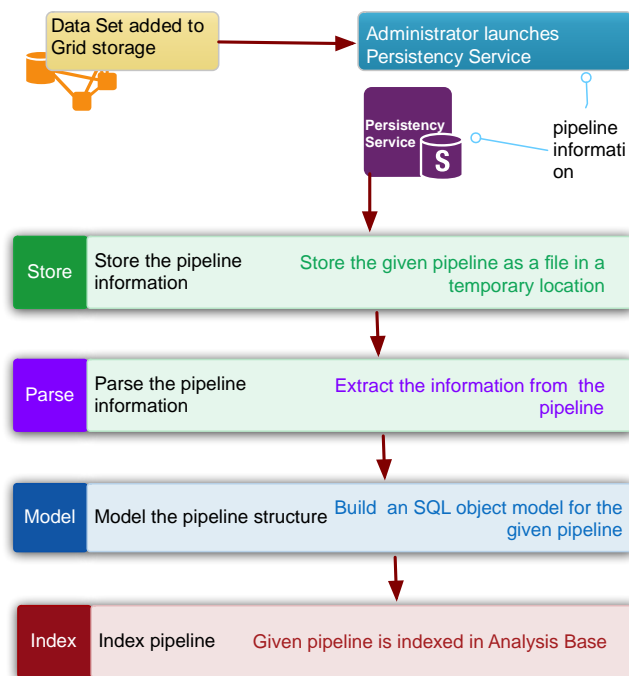 Data Set added to
Grid storage
Administrator launches
Persistency Service
Persistency
Service
S
pipeline
informati
on
Store
Store the pipeline
information
Store the given pipeline as a file in a
temporary location
Parse
Parse the pipeline
information
Extract the information from the
pipeline
Model
Model the pipeline structure
Build an SQL object model for the
given pipeline
Index
Index pipeline
Given pipeline is indexed in Analysis Base